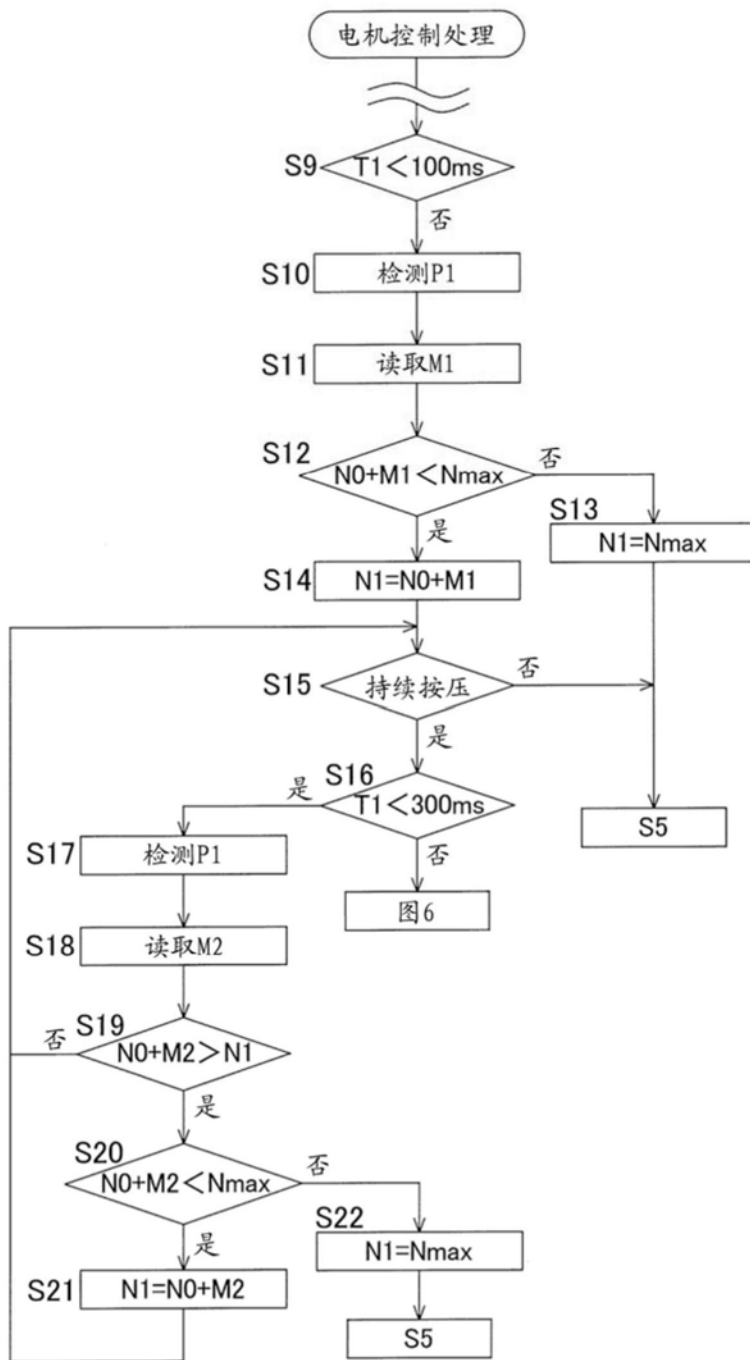 电机控制处理
S9
T1＜100ms
否
S10
检测P1
S11
读取M1
S12
N0+M1＜Nmax
否
是
S13
N1=Nmax
S14
N1=N0+M1
S15
持续按压
否
是
S16
是
T1＜300ms
否
S5
S17
检测P1
图6
S18
读取M2
S19
否
N0+M2＞N1
是
S20
N0+M2＜Nmax
否
是
S22
N1=Nmax
S21
N1=N0+M2
S5